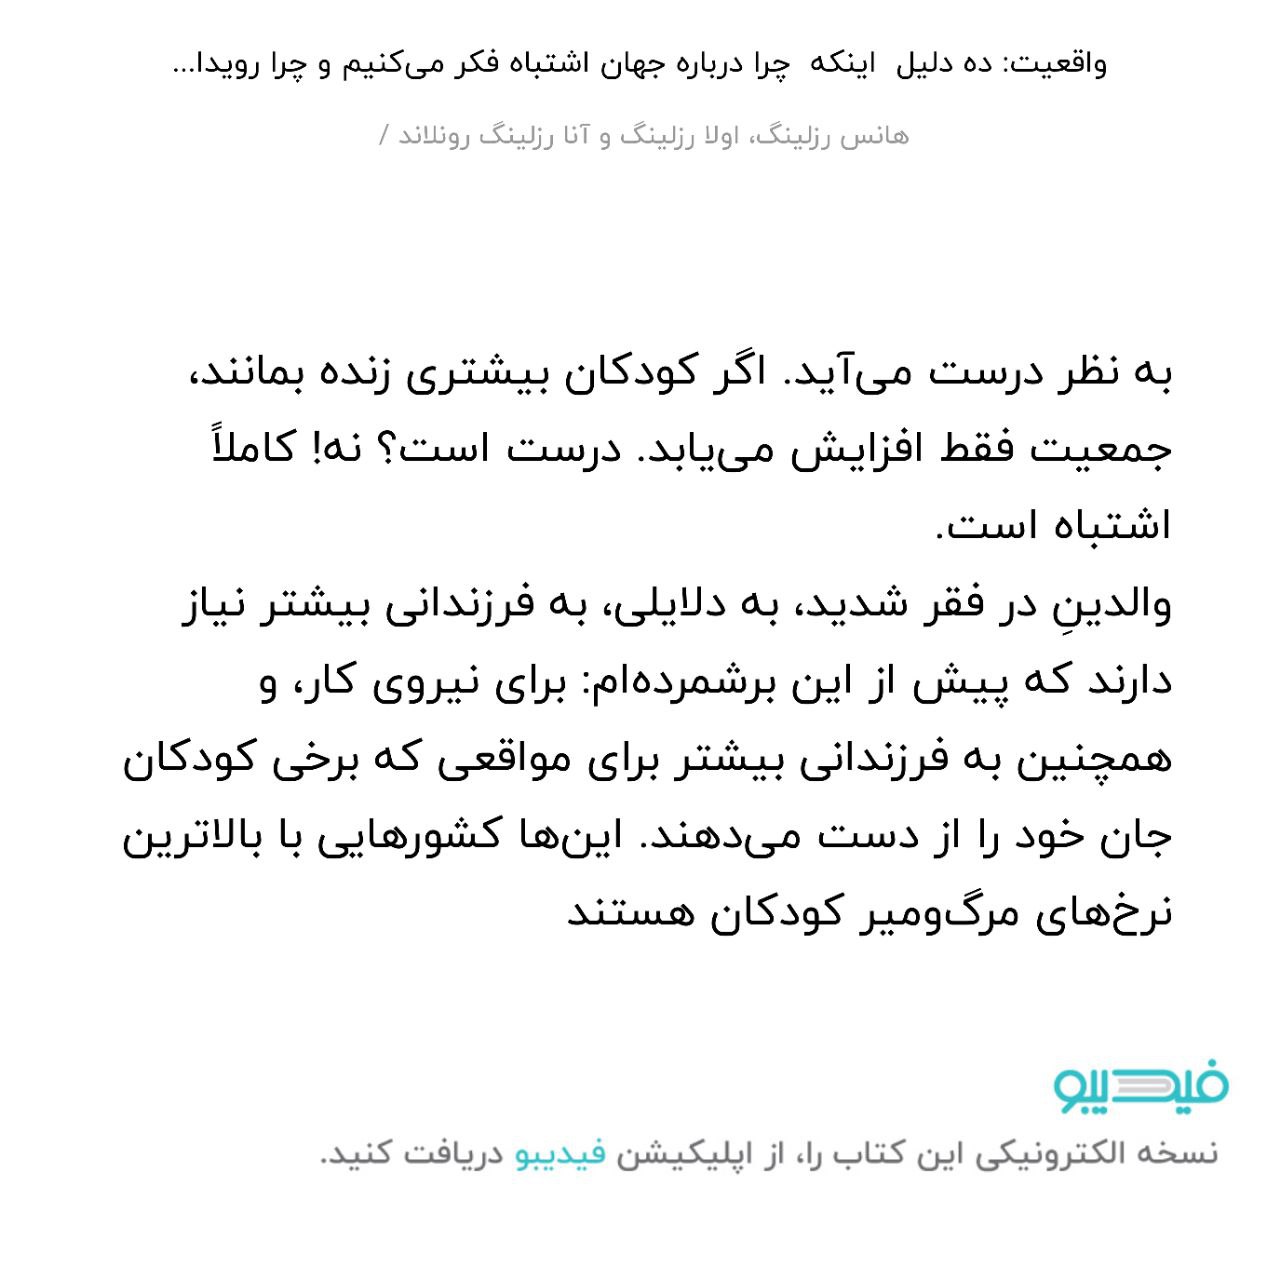 واقعیت: ده دلیل اینکه چرا درباره جهان اشتباه فکر می‌کنیم و چرا رویدا...
هانس رزلینگ، اولا رزلینگ و آنا رزلینگ رونلاند /
به نظر درست می‌آید. اگر کودکان بیشتری زنده بمانند،
جمعیت فقط افزایش می‌یابد. درست است؟ نه! کاملاً
اشتباه است.
والدینِ در فقر شدید، به دلایلی، به فرزندانی بیشتر نیاز
دارند که پیش از این برشمرده‌ام: برای نیروی کار، و
همچنین به فرزندانی بیشتر برای مواقعی که برخی کودکان
جان خود را از دست می‌دهند. این‌ها کشورهایی با بالاترین
نرخ‌های مرگ‌ومیر کودکان هستند
فیدیبو
نسخه الکترونیکی این کتاب را، از اپلیکیشن فیدیبو دریافت کنید.